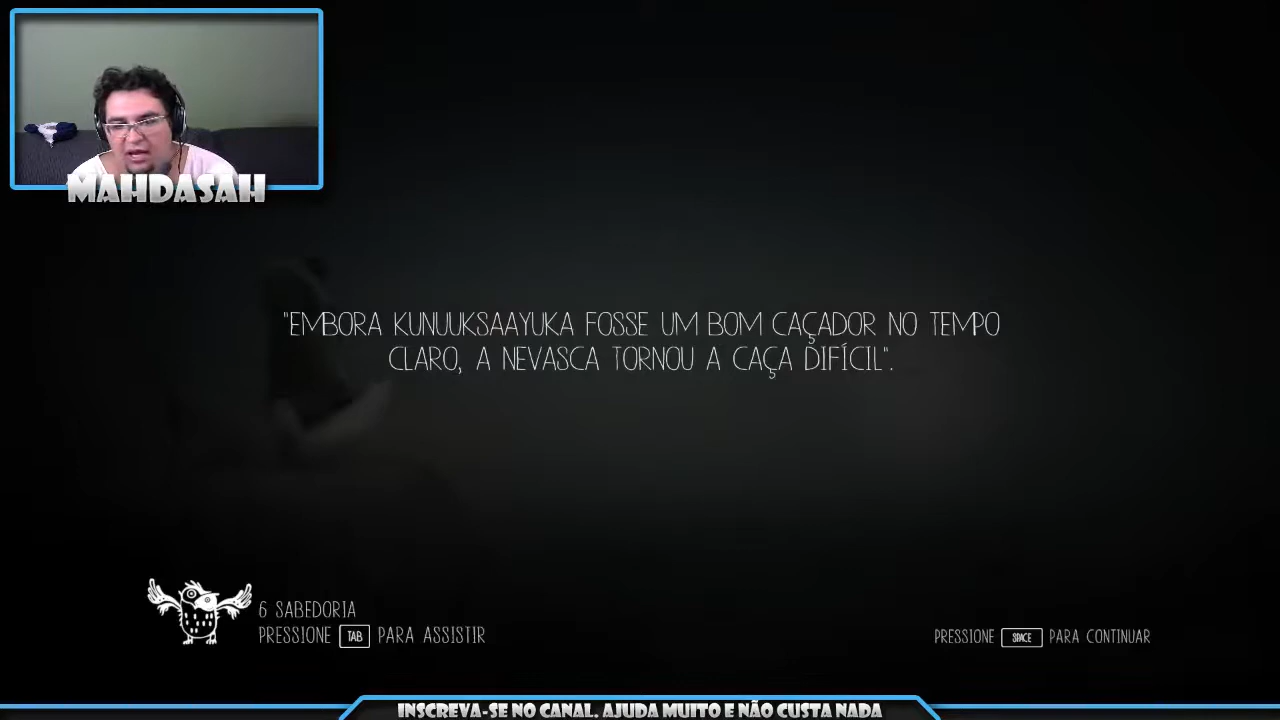 MAHDASAH
"EMBORA KUNUUKSAAYUKA FOSSE UM BOM CAÇADOR NO TEMPO
CLARO, A NEVASCA TORNOU A CAÇA DIFÍCIL".
6 SABEDORIA
PRESSIONE TAB PARA ASSISTIR
PRESSIONE SPACE PARA CONTINUAR
INSCREVA-SE NO CANAL. AJUDA MUITO E NÃO CUSTA NADA